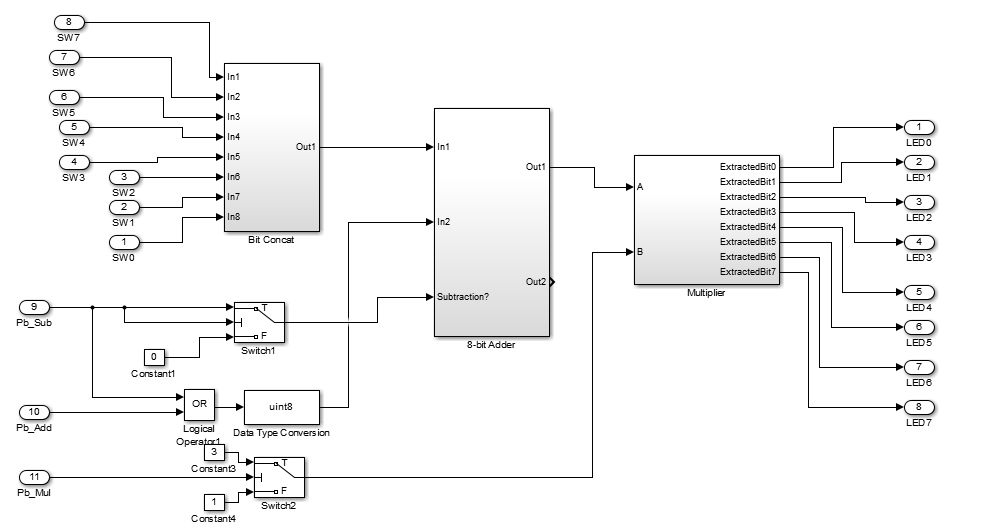 8
SW7
7
SW6
6
SW5
5
SW4
4
SW3
3
SW2
2
SW1
1
SW0
In1
In2
In3
In4
In5
In6
In7
In8
Out1
Bit Concat
9
Pb_Sub
T
F
Switch1
0
Constant1
10
Pb_Add
OR
Logical
Operator1
uint8
Data Type Conversion
11
Pb_Mul
3
Constant3
1
Constant4
T
F
Switch2
In1
In2
Subtraction?
Out1
Out2
8-bit Adder
A
B
ExtractedBit0
ExtractedBit1
ExtractedBit2
ExtractedBit3
ExtractedBit4
ExtractedBit5
ExtractedBit6
ExtractedBit7
Multiplier
1
LED0
2
LED1
3
LED2
4
LED3
5
LED4
6
LED5
7
LED6
8
LED7